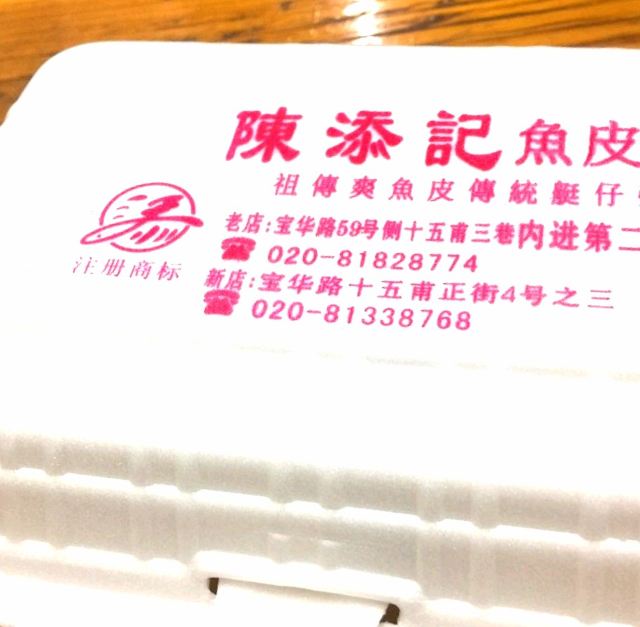 陳添記魚皮
祖傳爽魚皮傳統艇仔
老店:宝华路59号侧十五甫三巷内进第二
020-81828774
注册商标
新店:宝华路十五甫正街4号之三
020-81338768